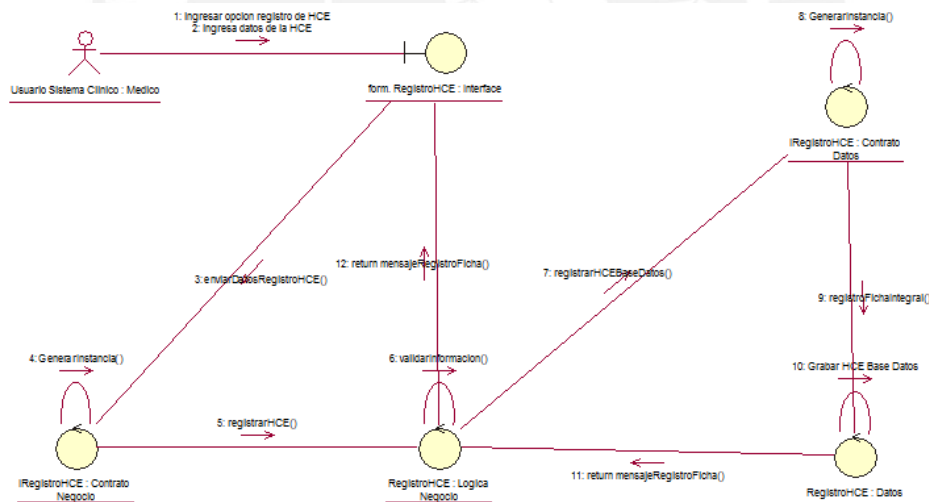 1: Ingresar opcion registro de HCE
2: Ingresa datos de la HCE
8: GenerarInstancia()
Usuario Sistema Clinico : Medico
form. RegistroHCE : Interface
IRegistroHCE : Contrato
Datos
3: enviarDatosRegistroHCE()
12: return mensajeRegistroFicha()
7: registrarHCEBaseDatos()
9: registroFichaIntegral()
4: GenerarInstancia()
6: validarInformacion()
10: Grabar HCE Base Datos
5: registrarHCE()
11: return mensajeRegistroFicha()
IRegistroHCE : Contrato
Negocio
RegistroHCE : Logica
Negocio
RegistroHCE : Datos